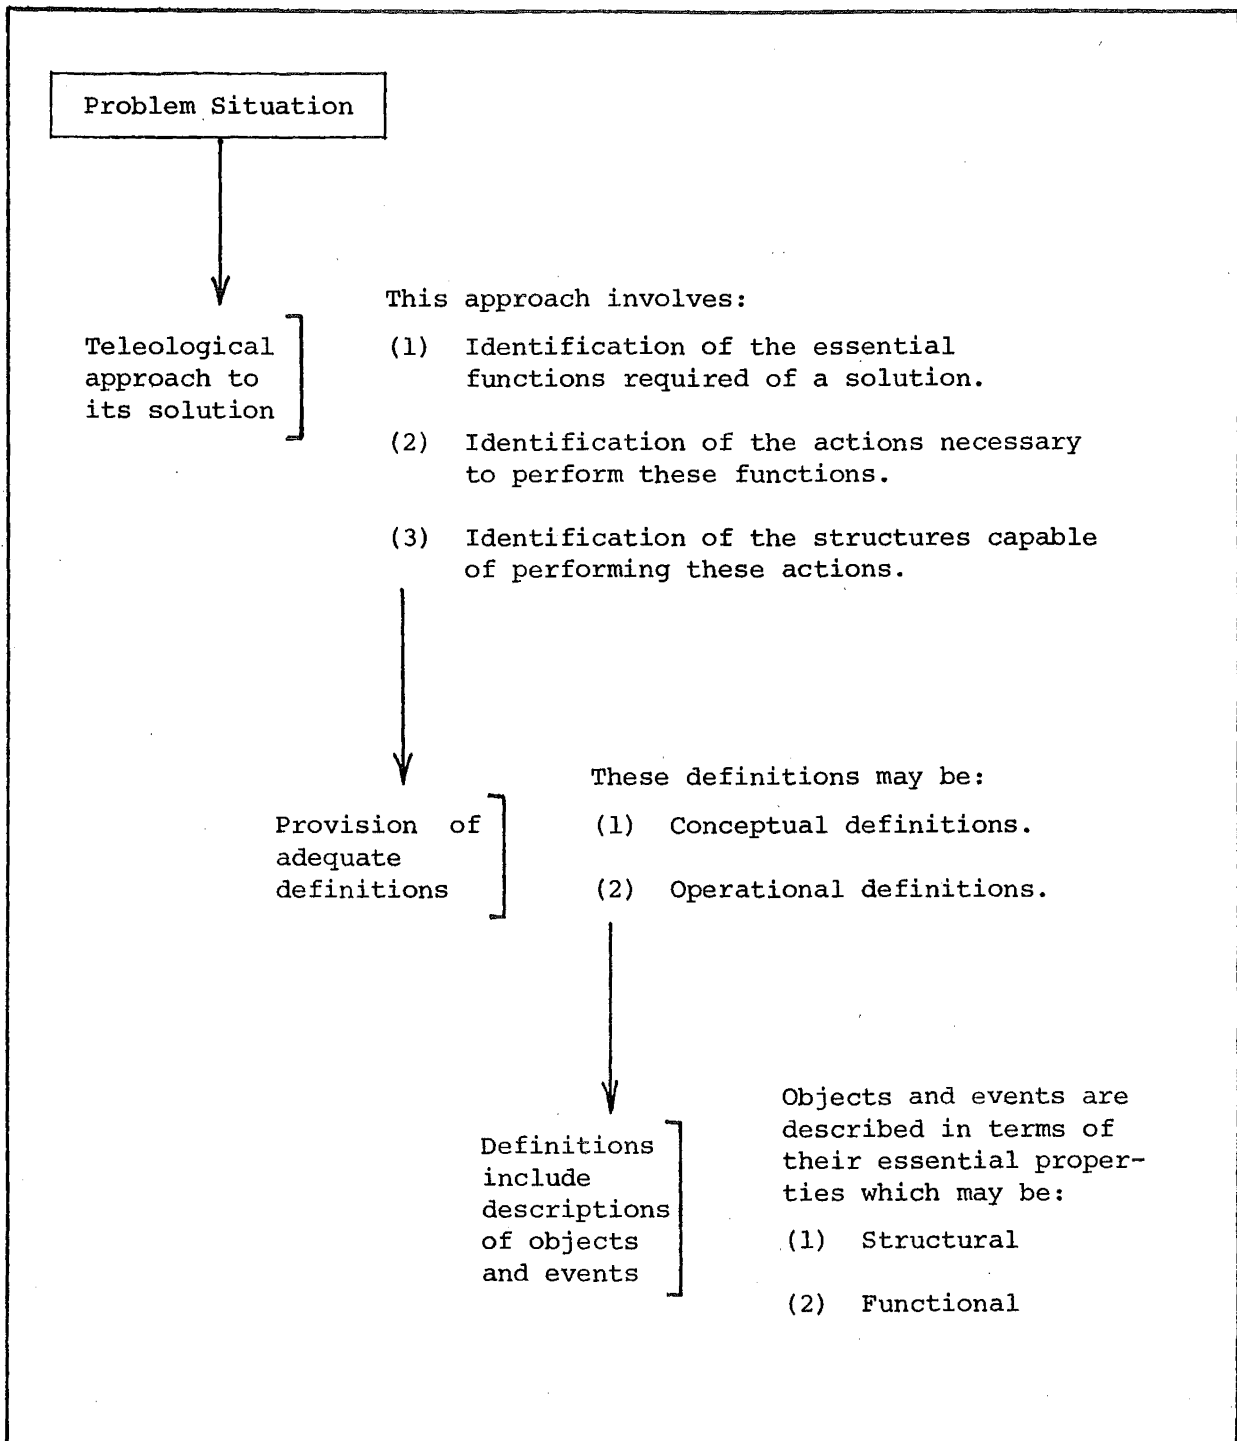 Problem Situation
This approach involves:
Teleological
approach to
its solution
(1) Identification of the essential
functions required of a solution.
(2) Identification of the actions necessary
to perform these functions.
(3) Identification of the structures capable
of performing these actions.
These definitions may be:
Provision of
adequate
definitions
(1) Conceptual definitions.
(2) Operational definitions.
Definitions
include
descriptions
of objects
and events
Objects and events are
described in terms of
their essential proper-
ties which may be:
(1) Structural
(2) Functional